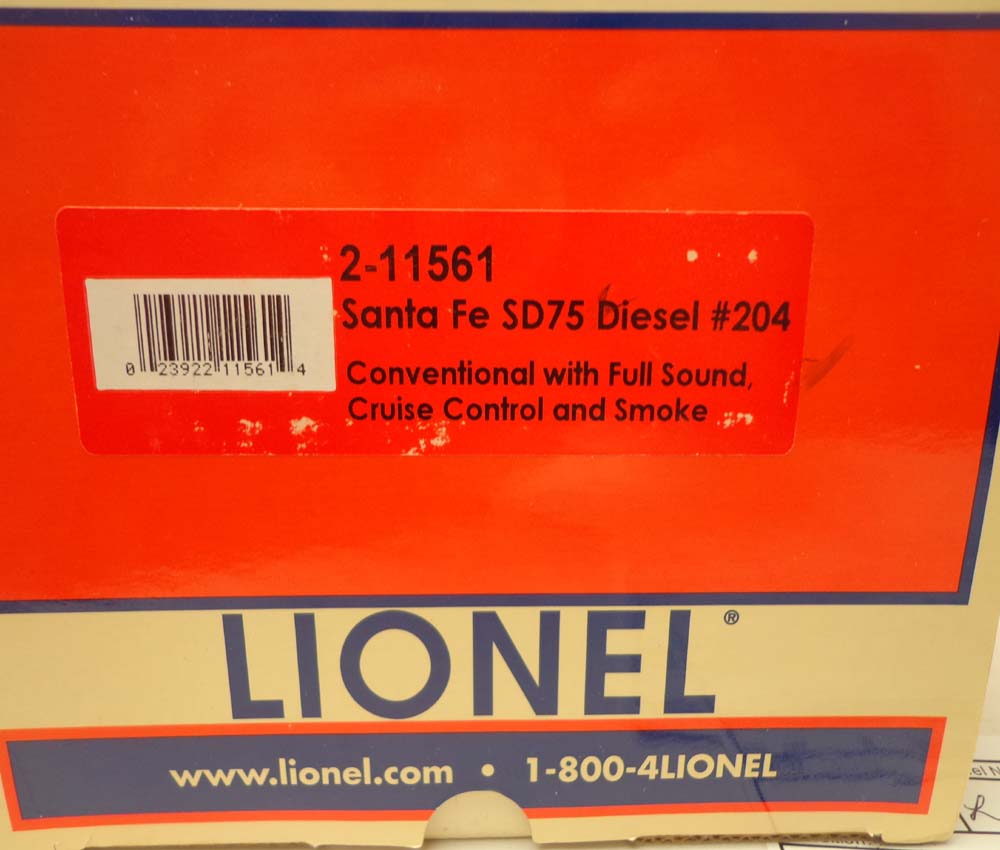 2-11561
Santa Fe SD75 Diesel #204
Conventional with Full Sound,
Cruise Control and Smoke
0 23922 11561 4
LIONEL®
www.lionel.com • 1-800-4LIONEL